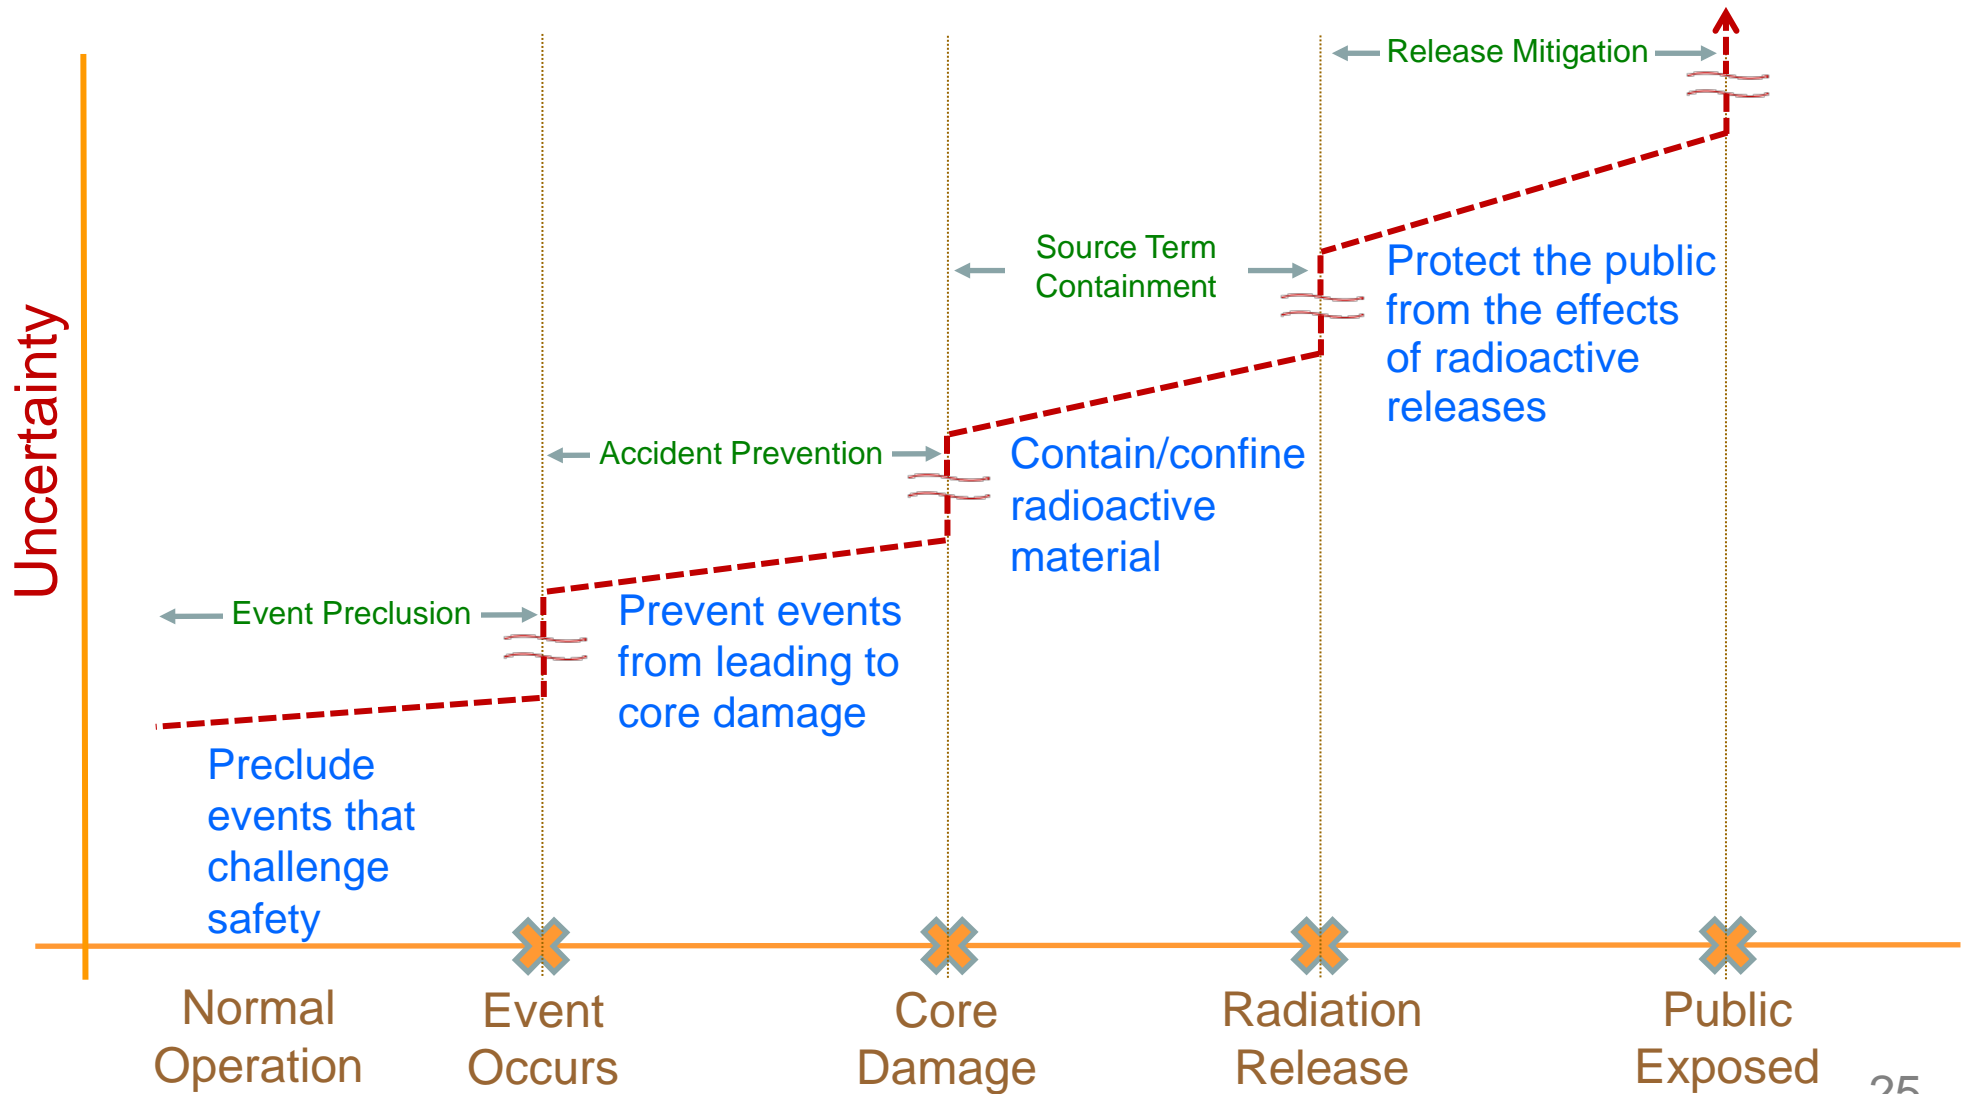 Release Mitigation
Source Term
Containment
Protect the public
from the effects
of radioactive
releases
Accident Prevention
Contain/confine
radioactive
material
Uncertainty
Event Preclusion
Prevent events
from leading to
core damage
Preclude
events that
challenge
safety
Normal
Operation
Event
Occurs
Core
Damage
Radiation
Release
Public
Exposed
25